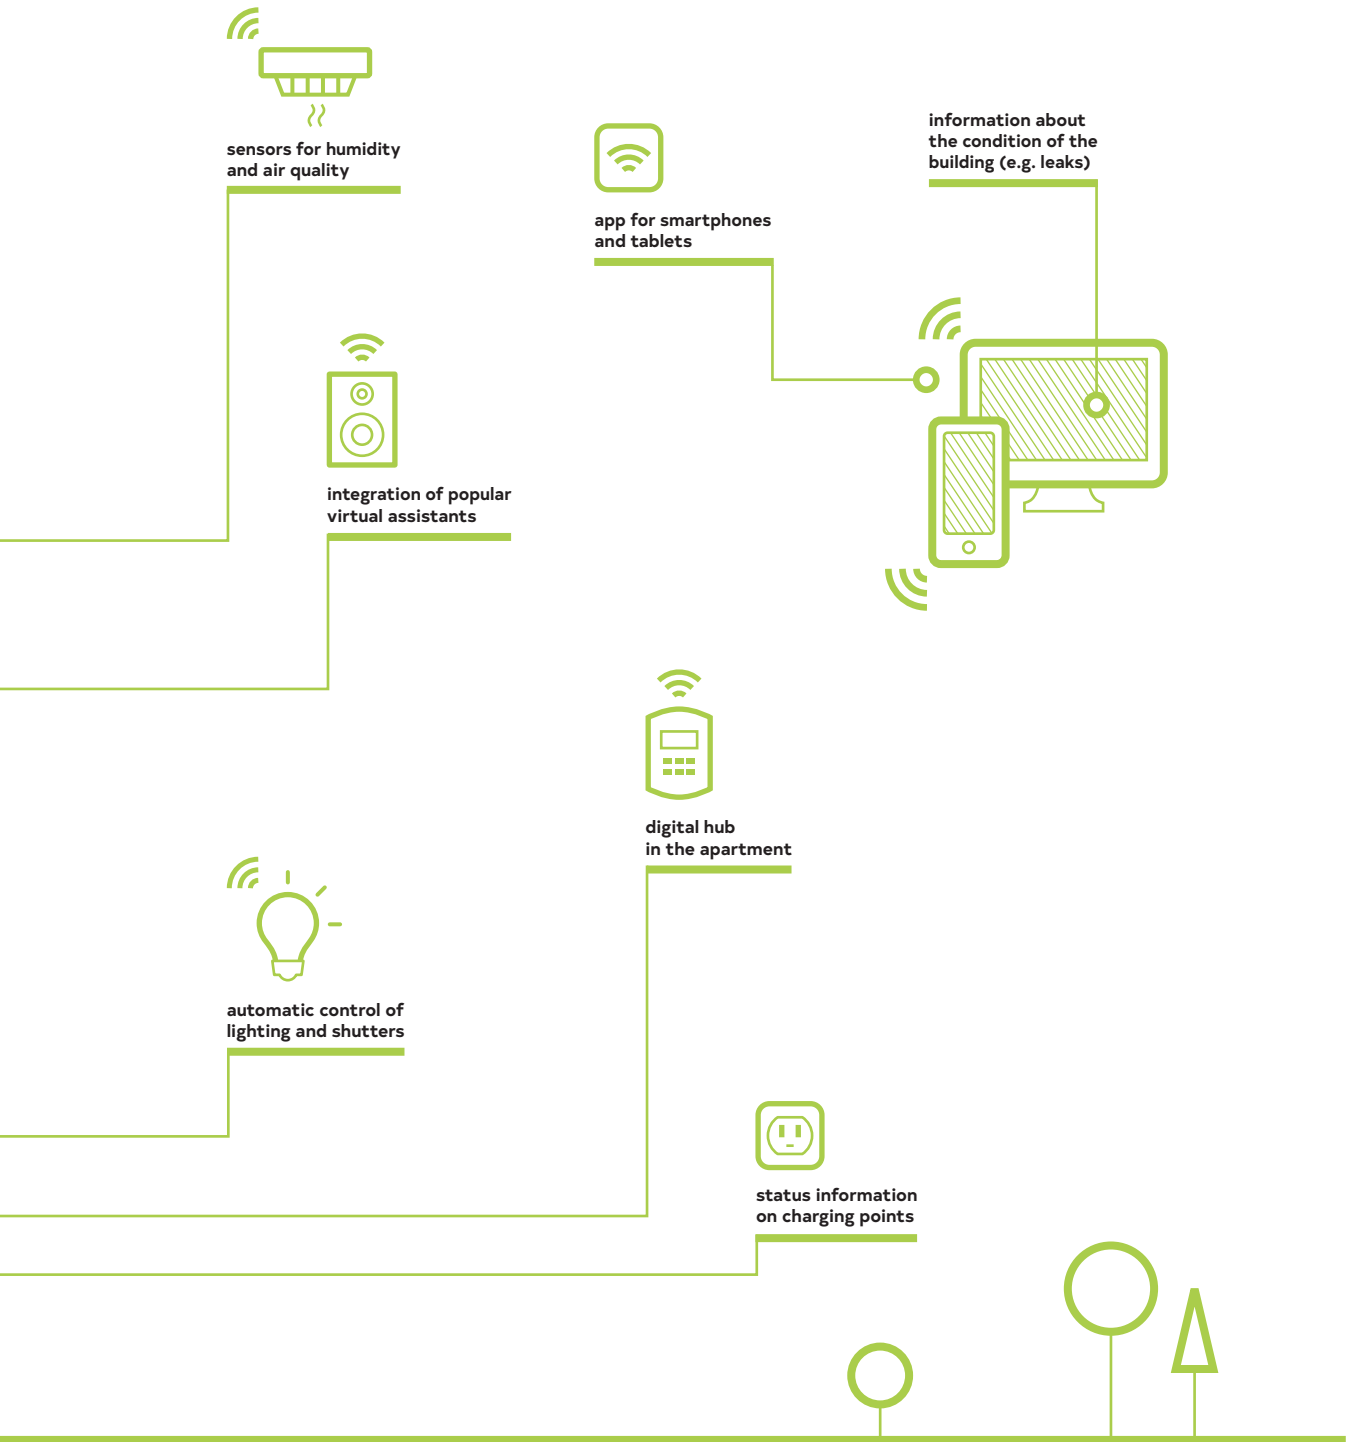 sensors for humidity
and air quality
app for smartphones
and tablets
information about
the condition of the
building (e.g. leaks)
integration of popular
virtual assistants
digital hub
in the apartment
automatic control of
lighting and shutters
status information
on charging points